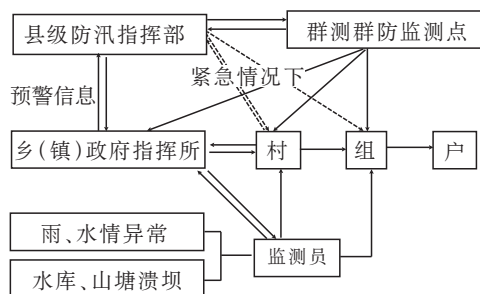 县级防汛指挥部
群测群防监测点
紧急情况下
预警信息
乡(镇)政府指挥所
村
组
户
雨、水情异常
监测员
水库、山塘溃坝